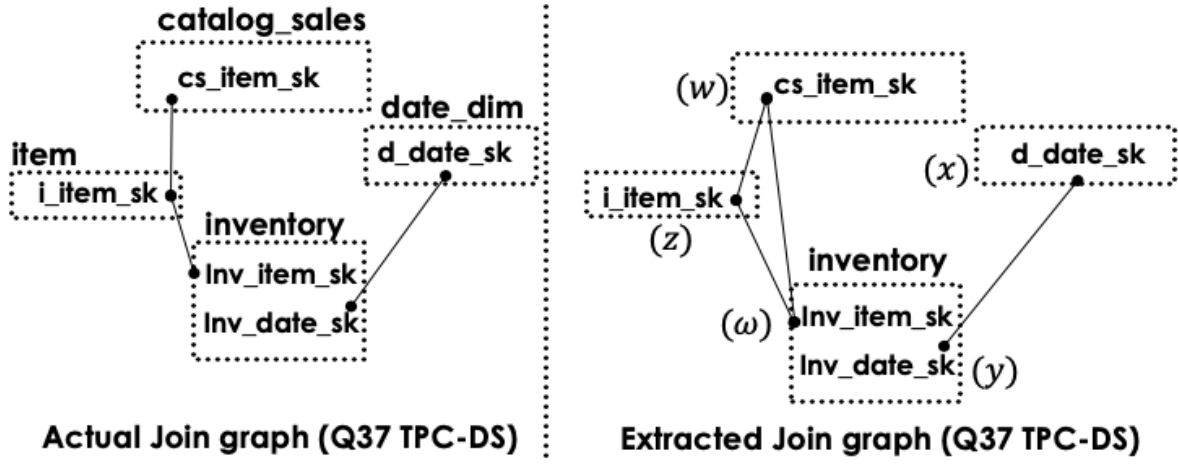 catalog_sales
cs_item_sk
date_dim
d_date_sk
item
i_item_sk
inventory
Inv_item_sk
Inv_date_sk
Actual Join graph (Q37 TPC-DS)
(w)
cs_item_sk
(x)
d_date_sk
i_item_sk
(z)
inventory
(ω)
Inv_item_sk
Inv_date_sk
(y)
Extracted Join graph (Q37 TPC-DS)